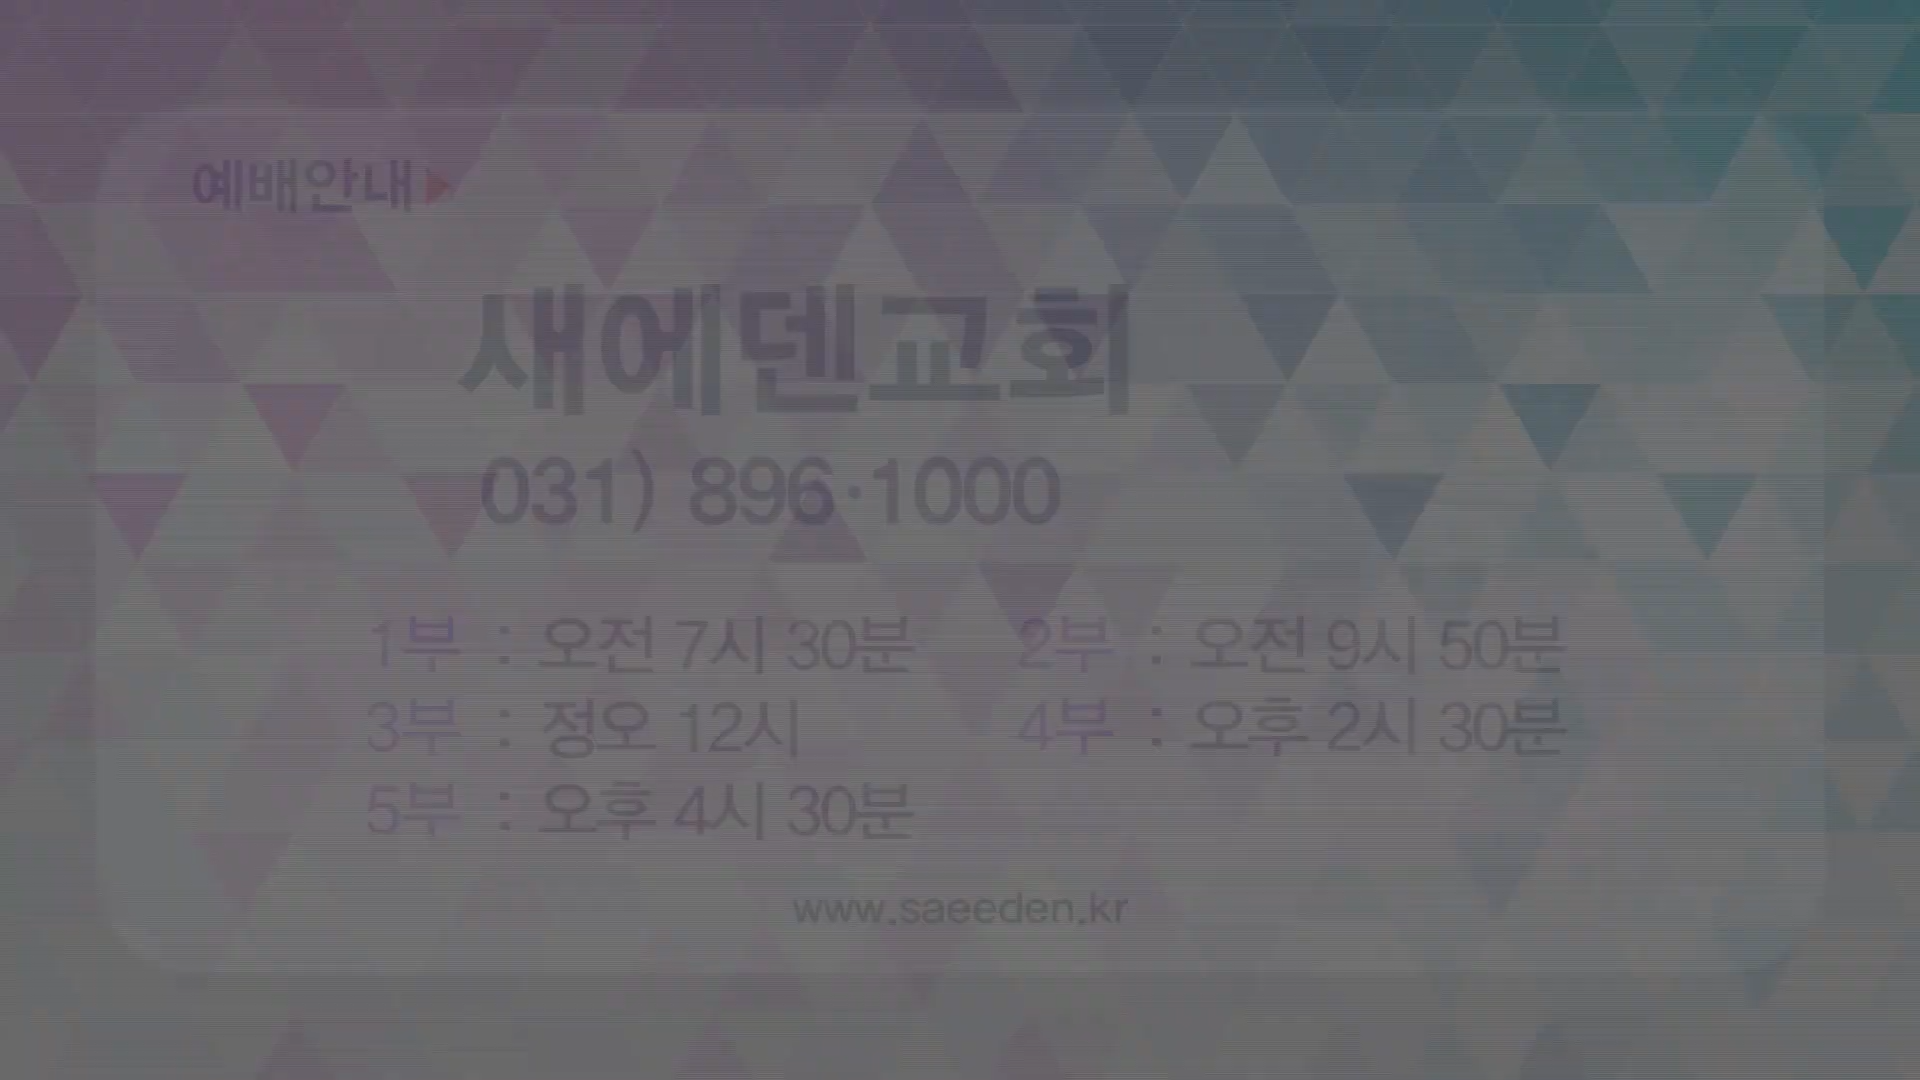 예배안내▶
새에덴교회
031) 896·1000
1부 : 오전 7시 30분 2부 : 오전 9시 50분
3부 : 정오 12시 4부 : 오후 2시 30분
5부 : 오후 4시 30분
www.saeeden.kr